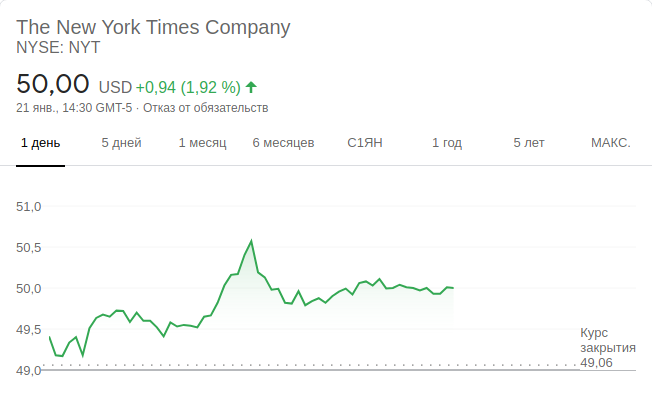 The New York Times Company
NYSE: NYT
50,00 USD +0,94 (1,92 %)
21 янв., 14:30 GMT-5 · Отказ от обязательств
1 день 5 дней 1 месяц 6 месяцев С1ЯН 1 год 5 лет МАКС.
51,0
50,5
50,0
49,5
Курс
закрытия
49,06
49,0